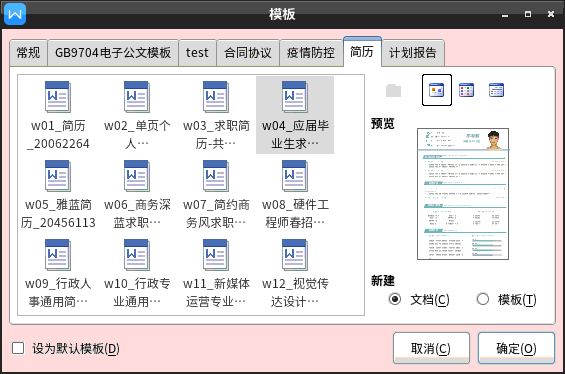 模板
常规
GB9704电子公文模板
test
合同协议
疫情防控
简历
计划报告
w01_简历
_20062264
w02_单页个
人…
w03_求职简
历-共…
w04_应届毕
业生求…
w05_雅蓝简
历_20456113
w06_商务深
蓝求职…
w07_简约商
务风求职…
w08_硬件工
程师春招…
w09_行政人
事通用简…
w10_行政专
业通用…
w11_新媒体
运营专业…
w12_视觉传
达设计…
预览
新建
文档(C)
模板(T)
设为默认模板(D)
取消(C)
确定(O)